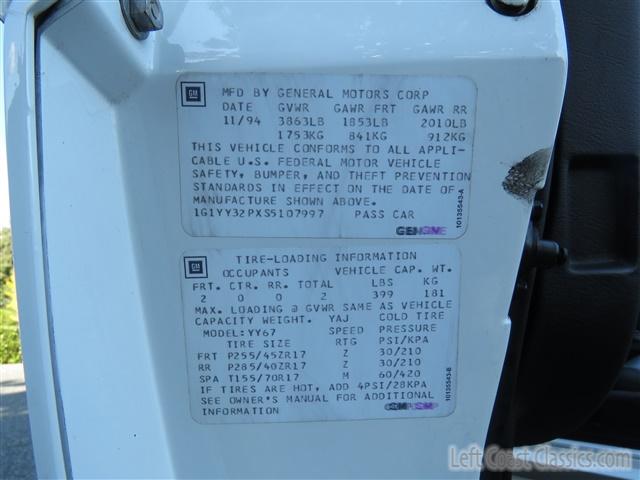 GM MFD BY GENERAL MOTORS CORP
DATE GVWR GAWR FRT GAWR RR
11/94 3863LB 1853LB 2010LB
1753KG 841KG 912KG
THIS VEHICLE CONFORMS TO ALL APPLI-
CABLE U.S. FEDERAL MOTOR VEHICLE
SAFETY, BUMPER, AND THEFT PREVENTION
STANDARDS IN EFFECT ON THE DATE OF
MANUFACTURE SHOWN ABOVE.
1G1YY32PXS5107997 PASS CAR
10135543-A
GM TIRE-LOADING INFORMATION
OCCUPANTS VEHICLE CAP. WT.
FRT. CTR. RR. TOTAL LBS KG
2 0 0 2 399 181
MAX. LOADING @ GVWR SAME AS VEHICLE
CAPACITY WEIGHT. YAJ COLD TIRE
MODEL:YY67 SPEED PRESSURE
TIRE SIZE RTG PSI/KPA
FRT P255/45ZR17 Z 30/210
RR P285/40ZR17 Z 30/210
SPA T155/70R17 M 60/420
IF TIRES ARE HOT, ADD 4PSI/28KPA
SEE OWNER'S MANUAL FOR ADDITIONAL
INFORMATION
10135543-B
Left Coast Classics.com